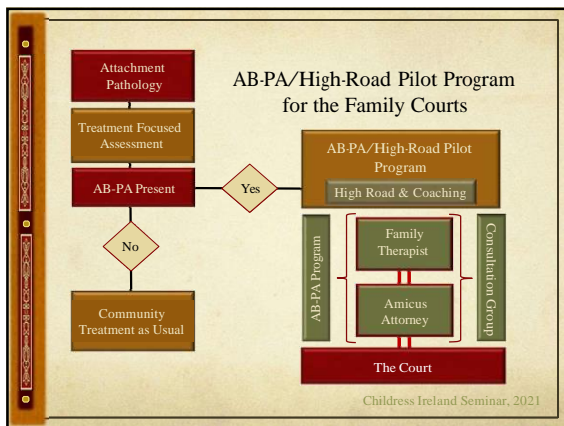 AB-PA/High-Road Pilot Program
for the Family Courts
Attachment
Pathology
Treatment Focused
Assessment
AB-PA Present
Yes
No
Community
Treatment as Usual
AB-PA/High-Road Pilot
Program
High Road & Coaching
AB-PA Program
Family
Therapist
Amicus
Attorney
Consultation Group
The Court
Childress Ireland Seminar, 2021